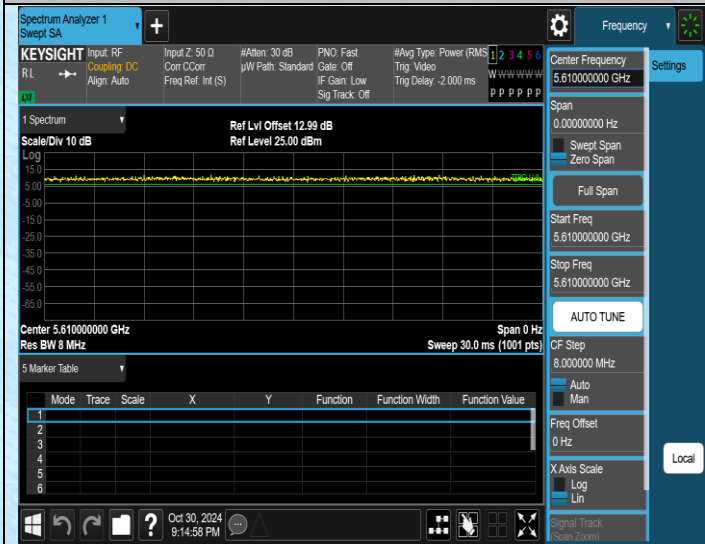 Spectrum Analyzer 1
Swept SA
+
Frequency
KEYSIGHT
RL
Input: RF
Coupling: DC
Align: Auto
Input Z: 50 Ω
Corr CCorr
Freq Ref: Int (S)
#Atten: 30 dB
µW Path: Standard
PNO: Fast
Gate: Off
IF Gain: Low
Sig Track: Off
#Avg Type: Power (RMS
Trig: Video
Trig Delay: -2.000 ms
1 2 3 4 5 6
W W W W W W
P P P P P P
LU
Center Frequency
5.610000000 GHz
Settings
Span
0.00000000 Hz
Swept Span
Zero Span
Full Span
Start Freq
5.610000000 GHz
Stop Freq
5.610000000 GHz
AUTO TUNE
CF Step
8.000000 MHz
Auto
Man
Freq Offset
0 Hz
X Axis Scale
Log
Lin
Signal Track
(Span Zoom)
Local
1 Spectrum
Scale/Div 10 dB
Ref Lvl Offset 12.99 dB
Ref Level 25.00 dBm
Log
15.0
5.00
-5.00
-15.0
-25.0
-35.0
-45.0
-55.0
-65.0
Center 5.610000000 GHz
Span 0 Hz
Res BW 8 MHz
Sweep 30.0 ms (1001 pts)
5 Marker Table
Mode Trace Scale X Y Function Function Width Function Value
1
2
3
4
5
6
?
Oct 30, 2024
9:14:58 PM